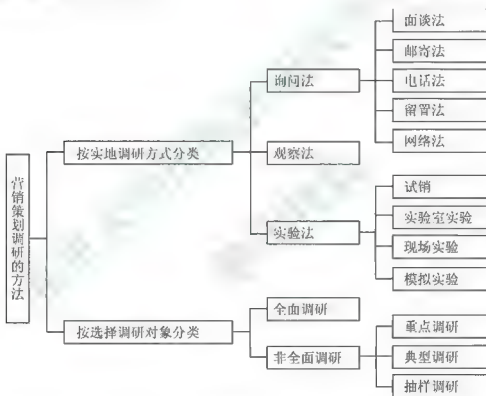 营销策划调研的方法
按实地调研方式分类
询问法
面谈法
邮寄法
电话法
留置法
网络法
观察法
实验法
试销
实验室实验
现场实验
模拟实验
按选择调研对象分类
全面调研
非全面调研
重点调研
典型调研
抽样调研